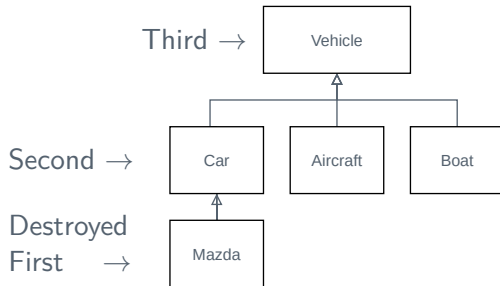 Third → Vehicle
Second → Car Aircraft Boat
Destroyed
First → Mazda